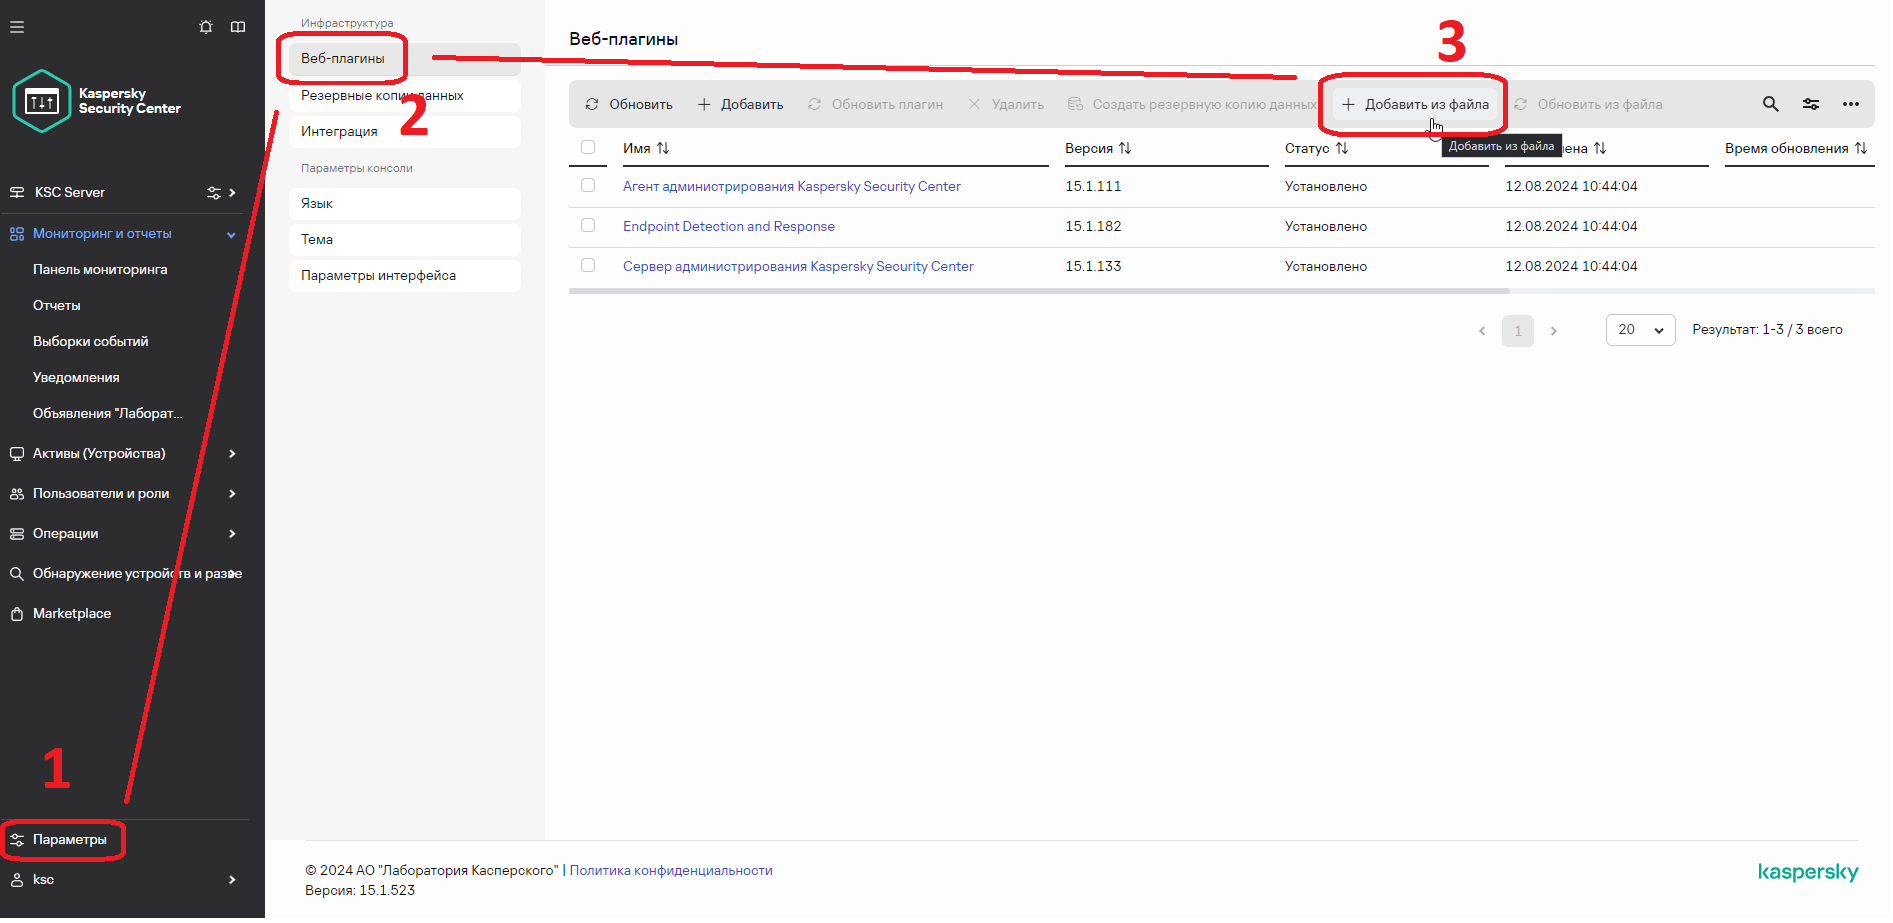 Kaspersky
Security Center
KSC Server
Мониторинг и отчеты
Панель мониторинга
Отчеты
Выборки событий
Уведомления
Объявления "Лаборат...
Активы (Устройства)
Пользователи и роли
Операции
Обнаружение устройств и разве
Marketplace
1
Параметры
ksc
Инфраструктура
Веб-плагины
Резервные копии данных
2
Интеграция
Параметры консоли
Язык
Тема
Параметры интерфейса
Веб-плагины
3
Обновить Добавить Обновить плагин Удалить Создать резервную копию данных Добавить из файла Обновить из файла
Добавить из файла
Имя Версия Статус ена Время обновления
Агент администрирования Kaspersky Security Center 15.1.111 Установлено 12.08.2024 10:44:04
Endpoint Detection and Response 15.1.182 Установлено 12.08.2024 10:44:04
Сервер администрирования Kaspersky Security Center 15.1.133 Установлено 12.08.2024 10:44:04
1 20 Результат: 1-3 / 3 всего
© 2024 АО "Лаборатория Касперского" | Политика конфиденциальности
Версия: 15.1.523
kaspersky